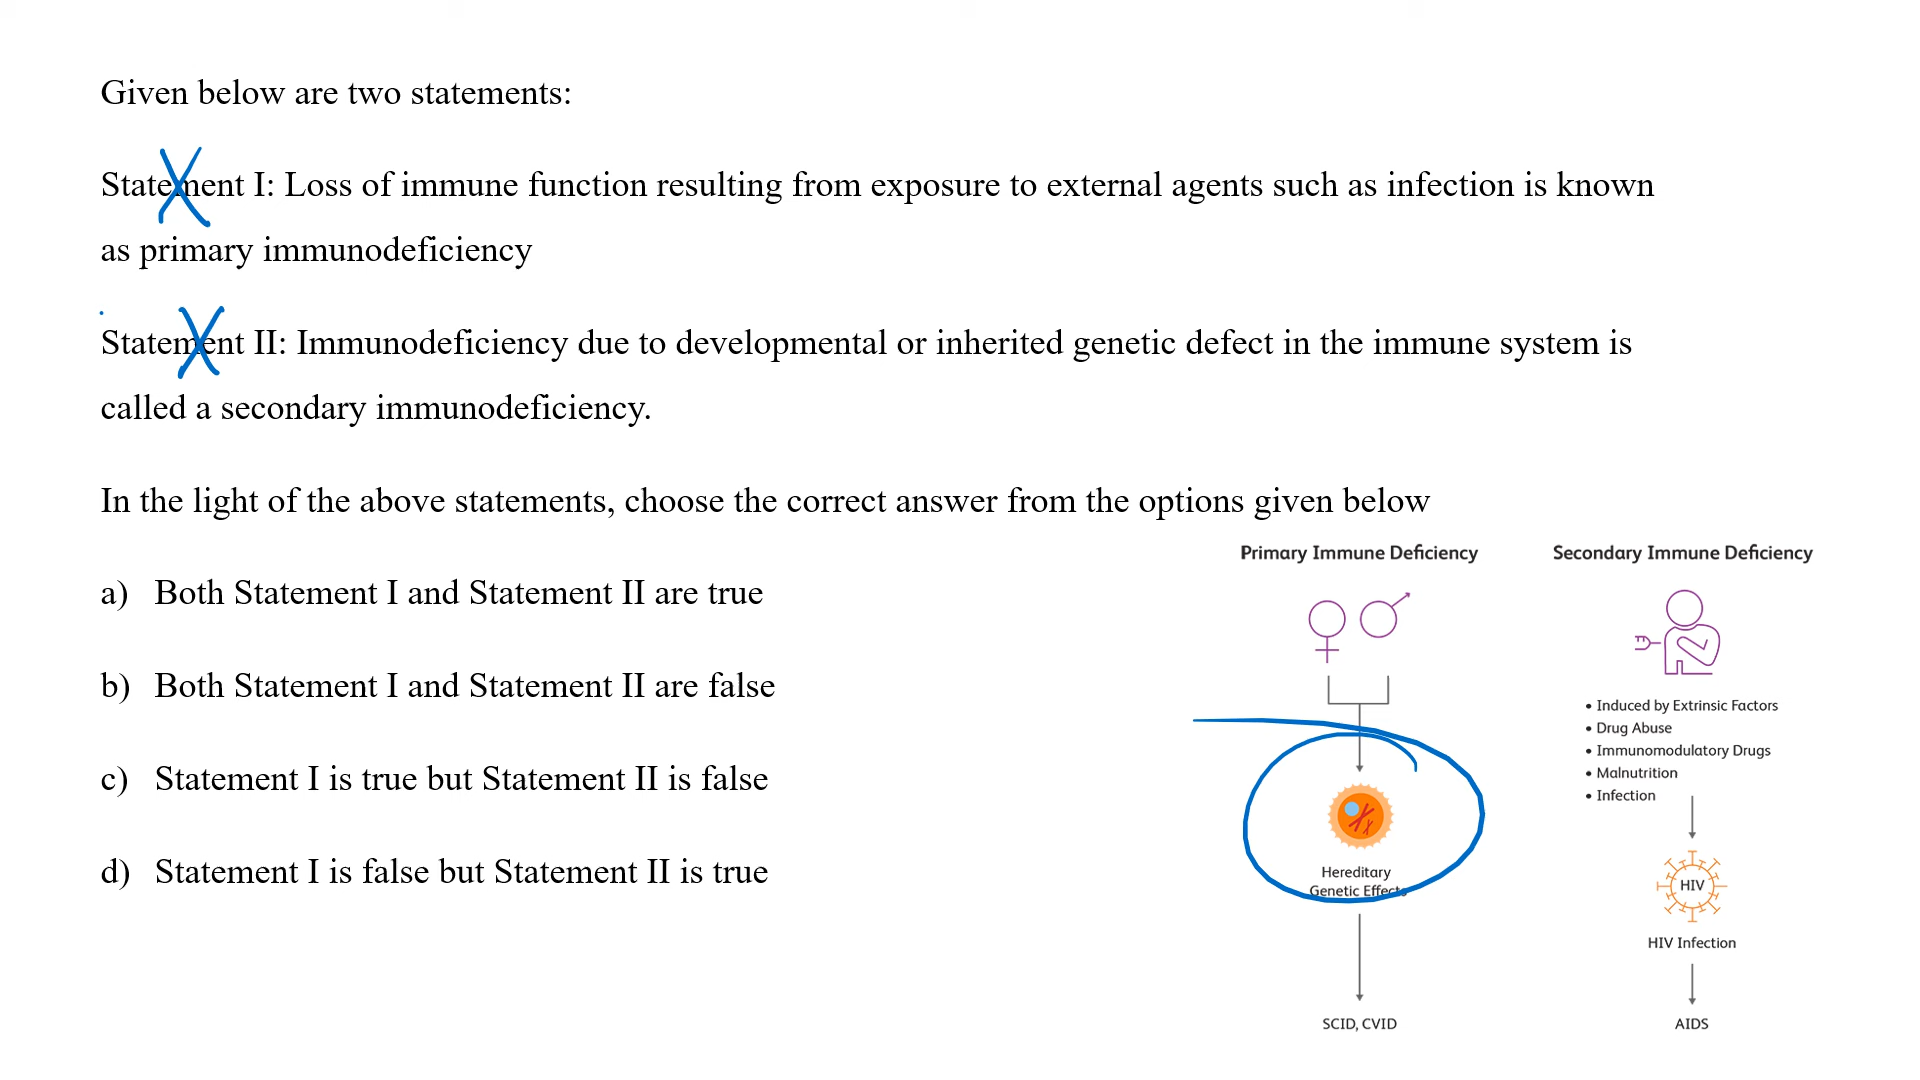 Given below are two statements:
Statement I: Loss of immune function resulting from exposure to external agents such as infection is known
as primary immunodeficiency
Statement II: Immunodeficiency due to developmental or inherited genetic defect in the immune system is
called a secondary immunodeficiency.
In the light of the above statements, choose the correct answer from the options given below
a) Both Statement I and Statement II are true
b) Both Statement I and Statement II are false
c) Statement I is true but Statement II is false
d) Statement I is false but Statement II is true
Primary Immune Deficiency
Hereditary
Genetic Effects
SCID, CVID
Secondary Immune Deficiency
• Induced by Extrinsic Factors
• Drug Abuse
• Immunomodulatory Drugs
• Malnutrition
• Infection
HIV
HIV Infection
AIDS